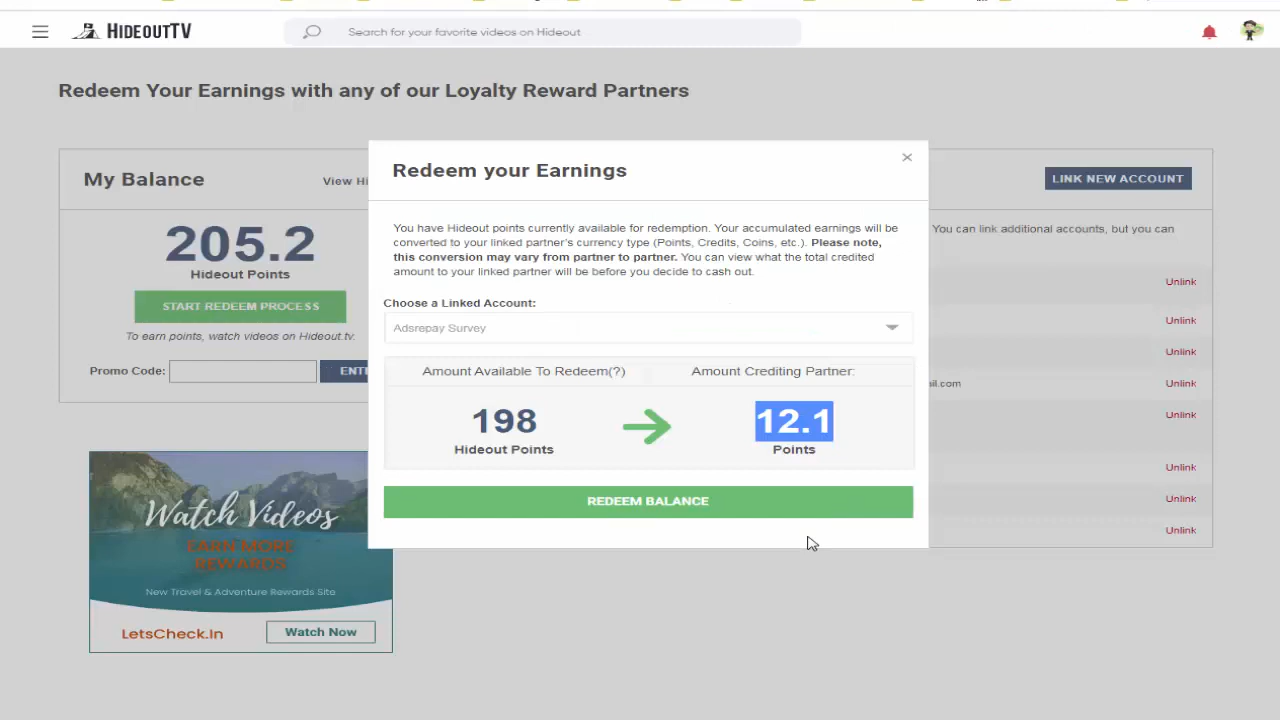 HIDEOUTTV
Search for your favorite videos on Hideout
Redeem Your Earnings with any of our Loyalty Reward Partners
My Balance
View Hi
205.2
Hideout Points
START REDEEM PROCESS
To earn points, watch videos on Hideout.tv.
Promo Code:
ENT
Watch Videos
EARN MORE
REWARDS
New Travel & Adventure Rewards Site
LetsCheck.In
Watch Now
Redeem your Earnings
×
You have Hideout points currently available for redemption. Your accumulated earnings will be
converted to your linked partner's currency type (Points, Credits, Coins, etc.). Please note,
this conversion may vary from partner to partner. You can view what the total credited
amount to your linked partner will be before you decide to cash out.
Choose a Linked Account:
Adsrepay Survey
Amount Available To Redeem(?)
Amount Crediting Partner:
198
12.1
Hideout Points
Points
REDEEM BALANCE
LINK NEW ACCOUNT
You can link additional accounts, but you can
Unlink
Unlink
Unlink
ail.com
Unlink
Unlink
Unlink
Unlink
Unlink